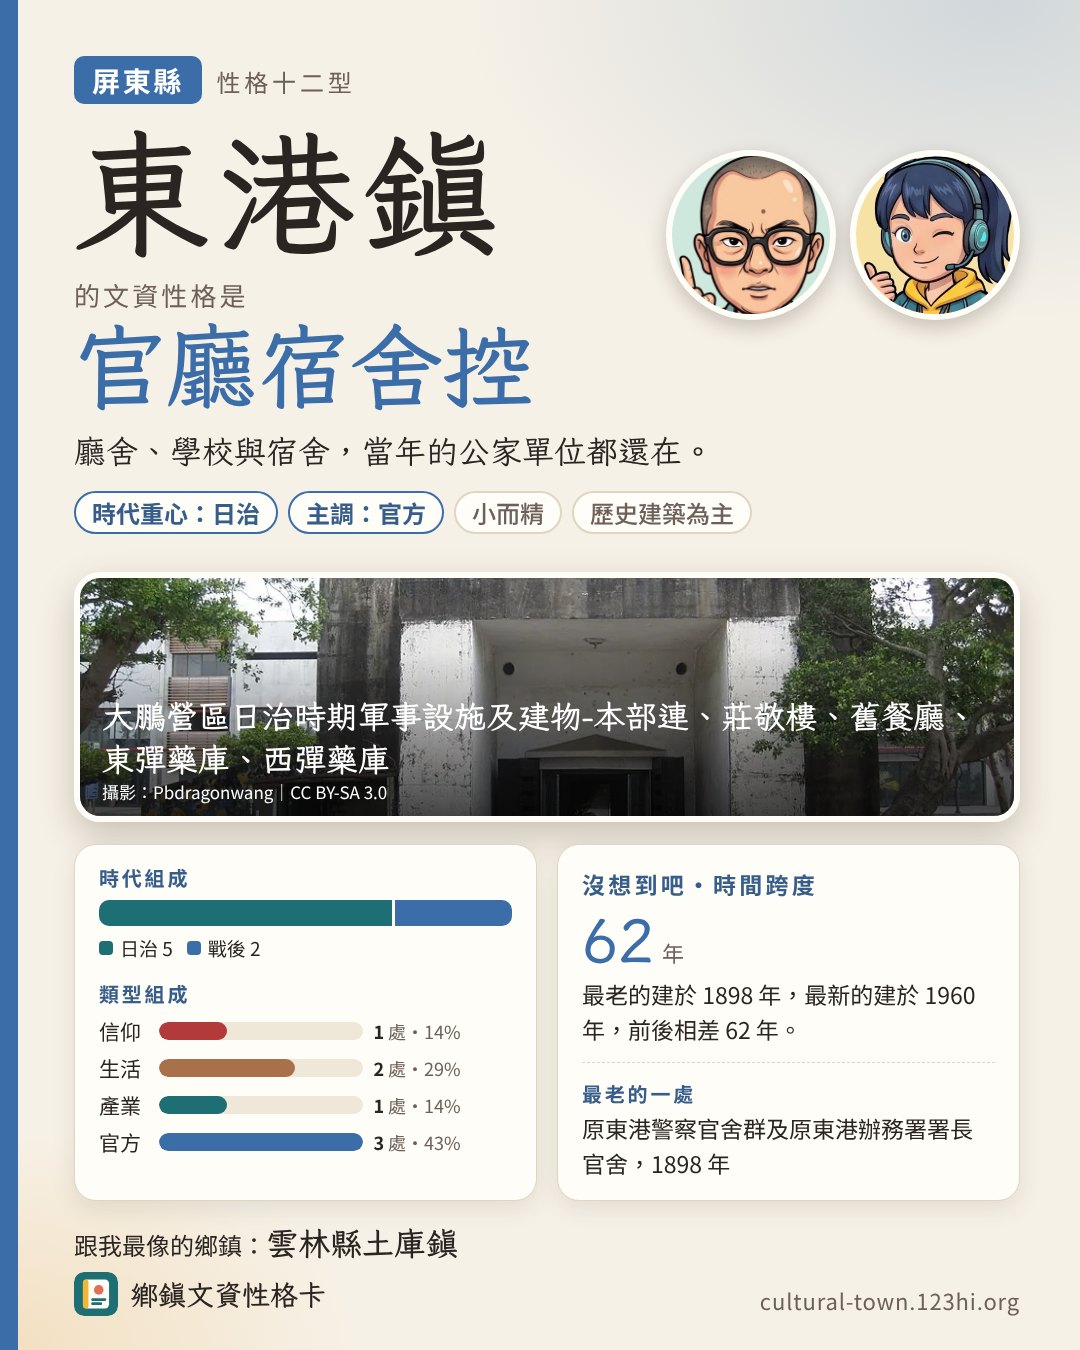 屏東縣 性格十二型
東港鎮
的文資性格是
官廳宿舍控
廳舍、學校與宿舍，當年的公家單位都還在。
時代重心：日治 主調：官方 小而精 歷史建築為主
大鵬營區日治時期軍事設施及建物-本部連、莊敬樓、舊餐廳、
東彈藥庫、西彈藥庫
攝影：Pbdragonwang｜CC BY-SA 3.0
時代組成
日治 5 戰後 2
類型組成
信仰 1 處・14%
生活 2 處・29%
產業 1 處・14%
官方 3 處・43%
沒想到吧・時間跨度
62 年
最老的建於 1898 年，最新的建於 1960
年，前後相差 62 年。
最老的一處
原東港警察官舍群及原東港辦務署署長
官舍，1898 年
跟我最像的鄉鎮：雲林縣土庫鎮
鄉鎮文資性格卡
cultural-town.123hi.org